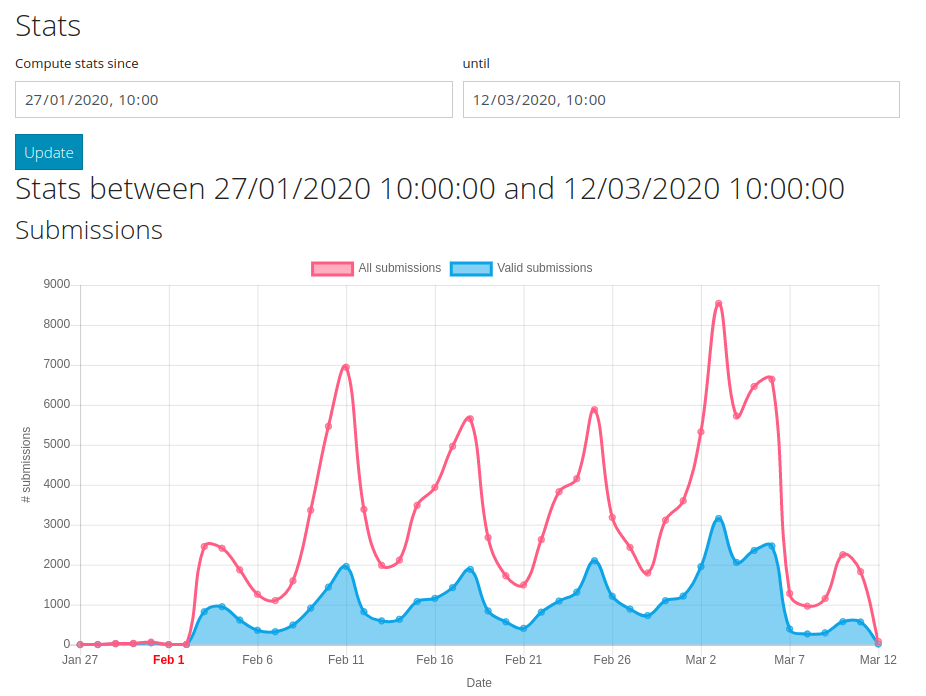 Stats
Compute stats since
until
27/01/2020, 10:00
12/03/2020, 10:00
Update
Stats between 27/01/2020 10:00:00 and 12/03/2020 10:00:00
Submissions
All submissions
Valid submissions
9000
8000
7000
6000
5000
4000
3000
2000
1000
0
# submissions
Jan 27
Feb 1
Feb 6
Feb 11
Feb 16
Feb 21
Feb 26
Mar 2
Mar 7
Mar 12
Date